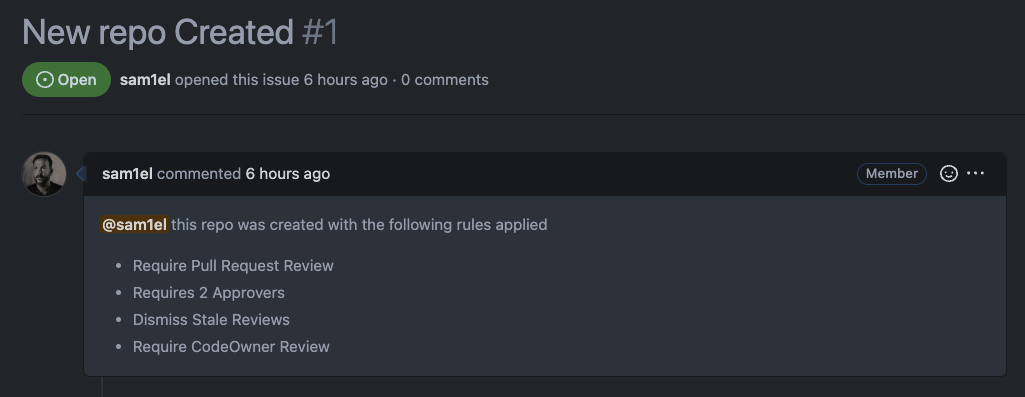 New repo Created #1
Open sam1el opened this issue 6 hours ago · 0 comments
sam1el commented 6 hours ago Member
@sam1el this repo was created with the following rules applied
• Require Pull Request Review
• Requires 2 Approvers
• Dismiss Stale Reviews
• Require CodeOwner Review